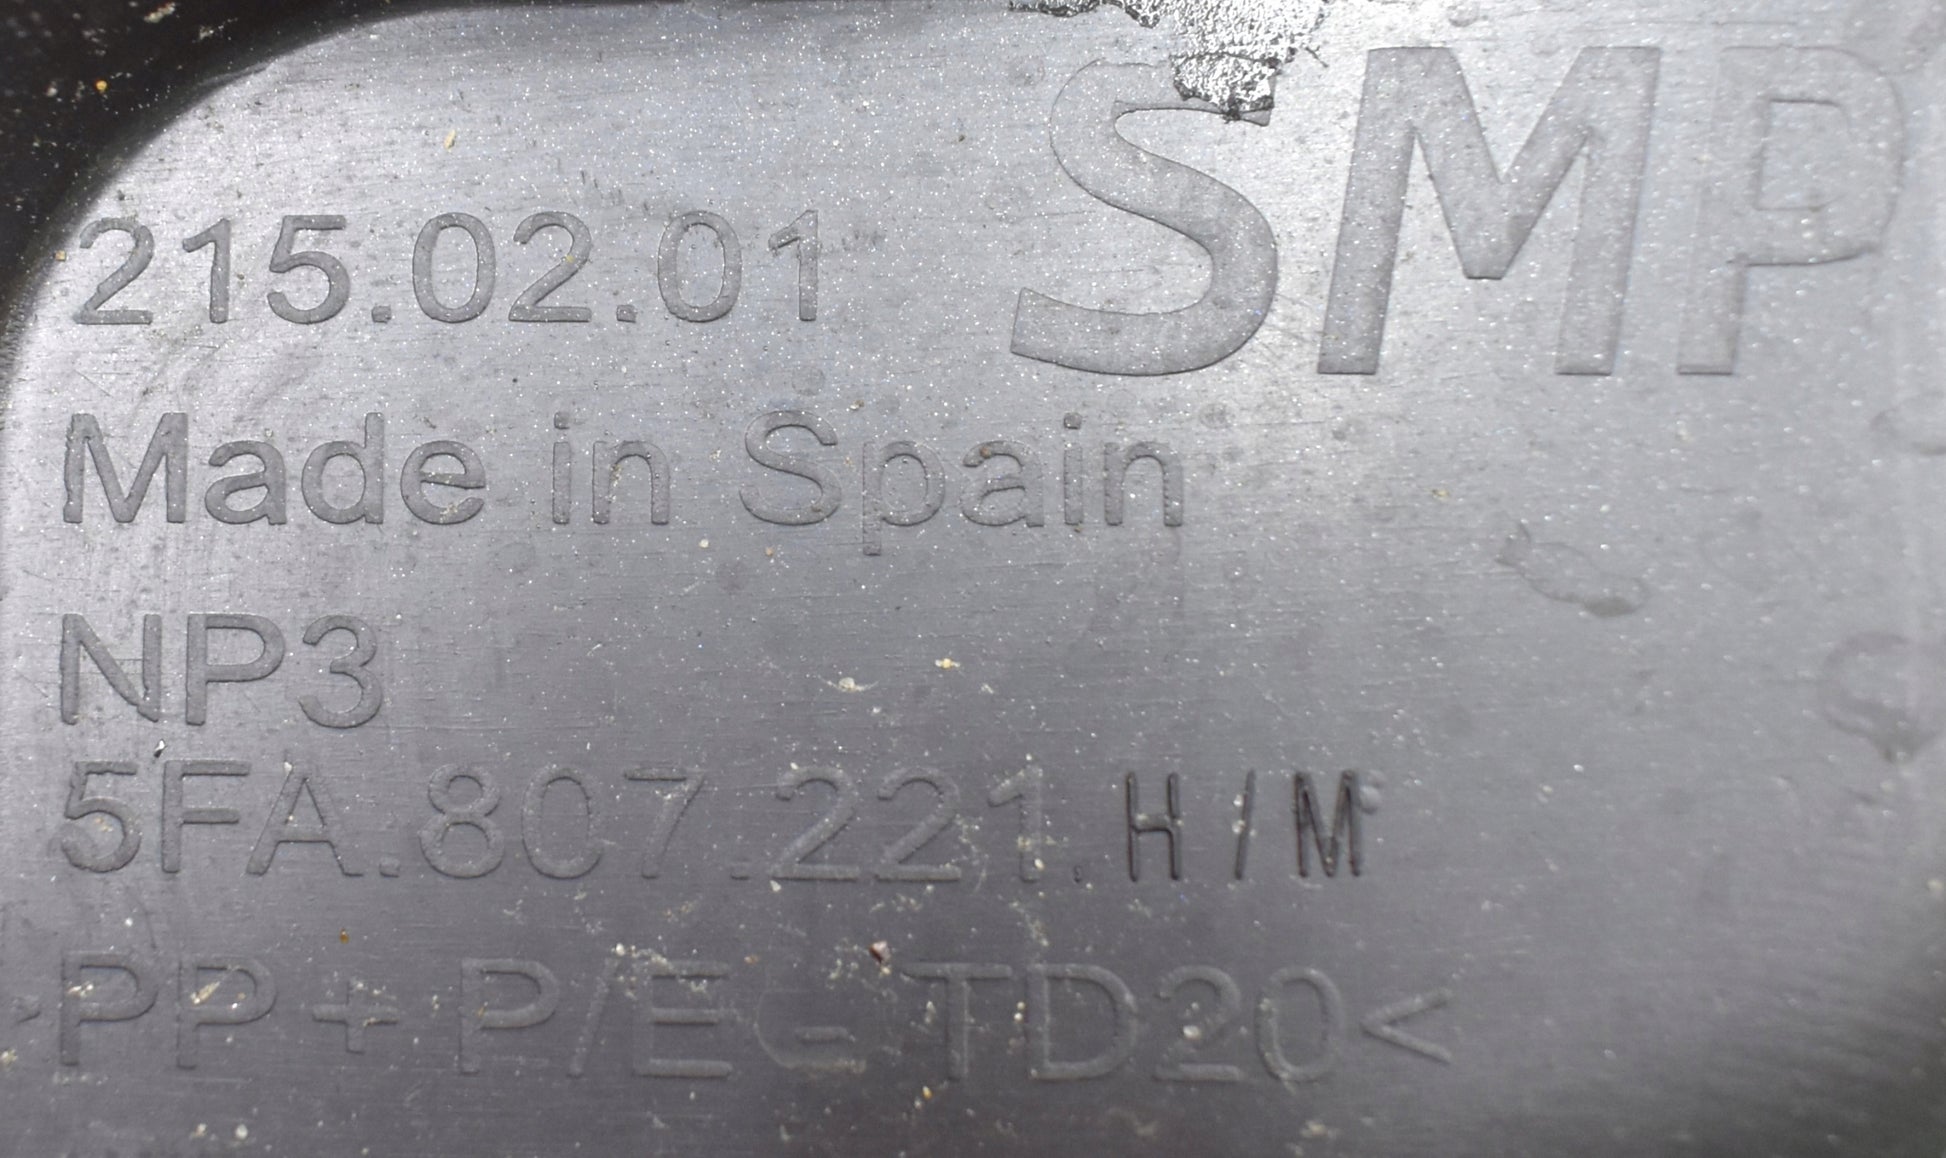 SMP
215.02.01
Made in Spain
NP3
5FA.807.221.H/M
>PP+P/E-TD20<